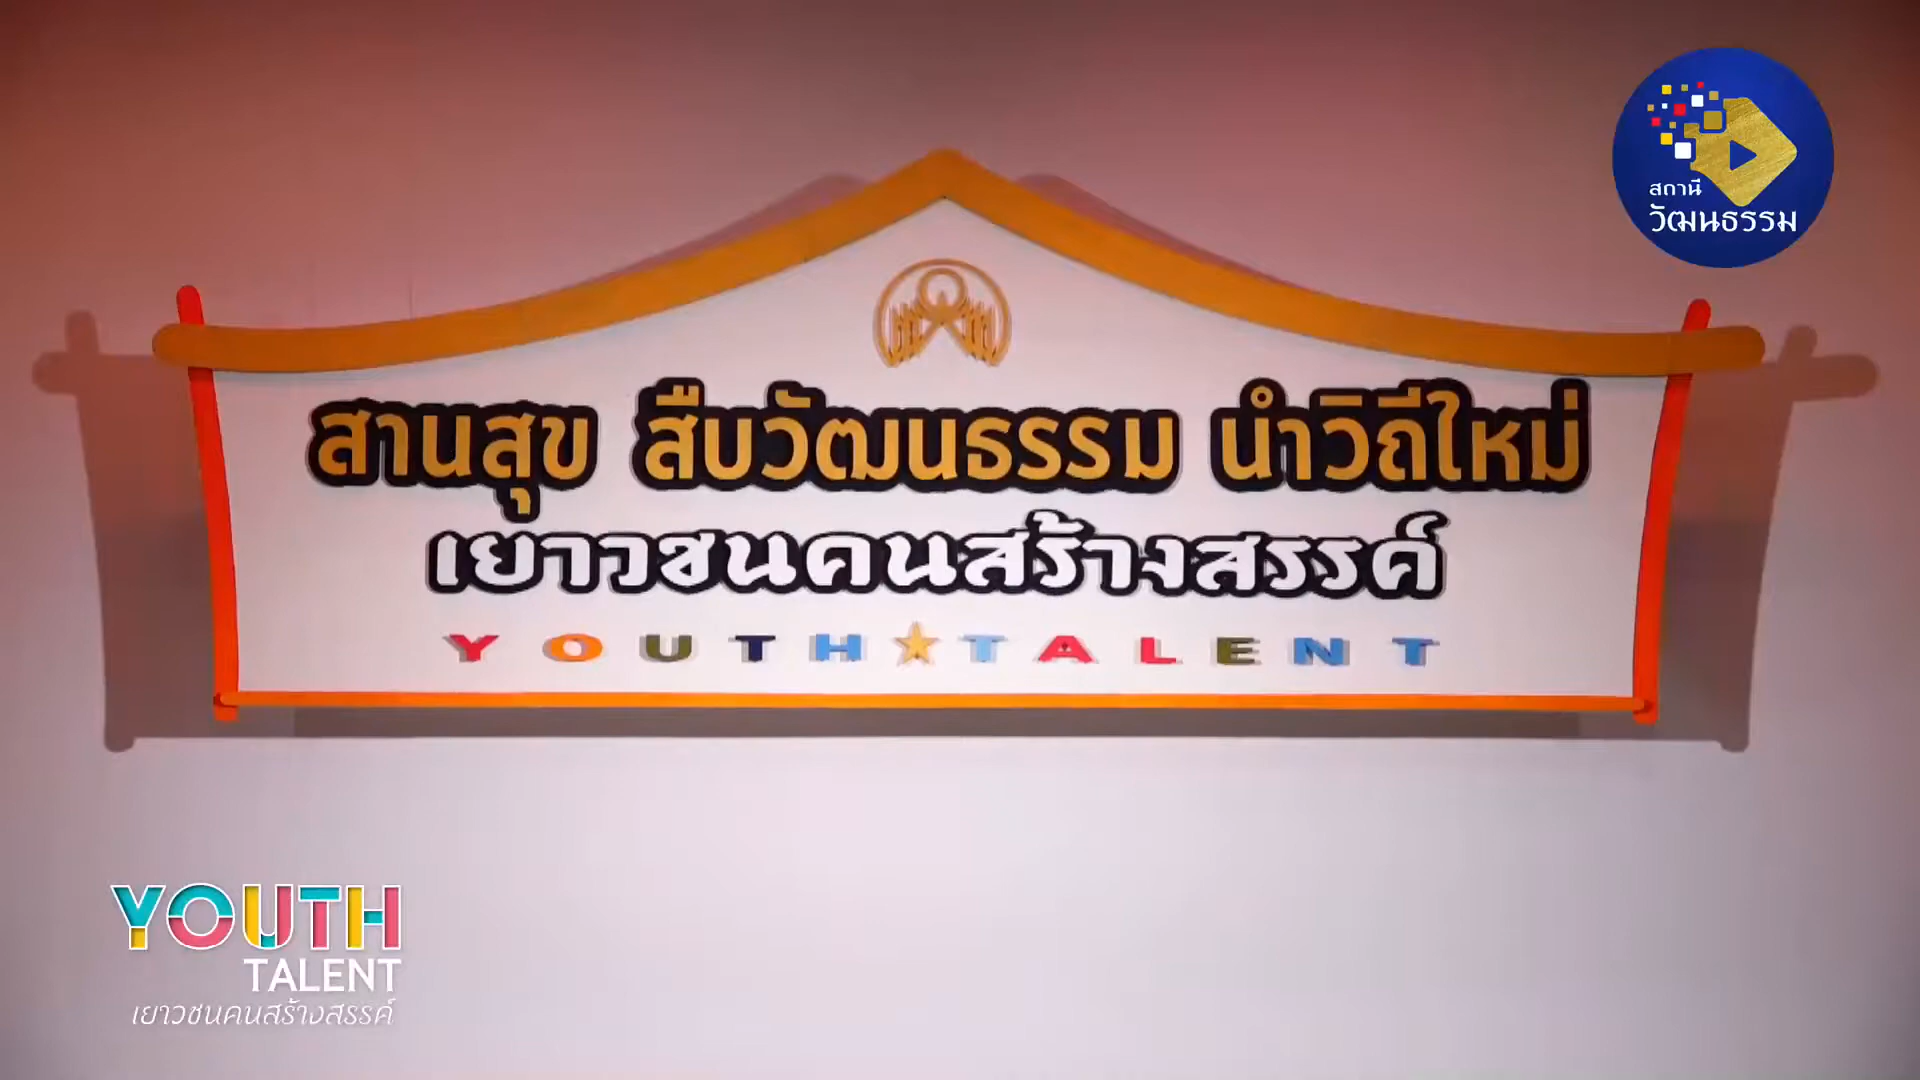 สถานี
วัฒนธรรม
สานสุข สืบวัฒนธรรม นำวิถีใหม่
เยาวชนคนสร้างสรรค์
YOUTH TALENT
YOUTH
TALENT
เยาวชนคนสร้างสรรค์